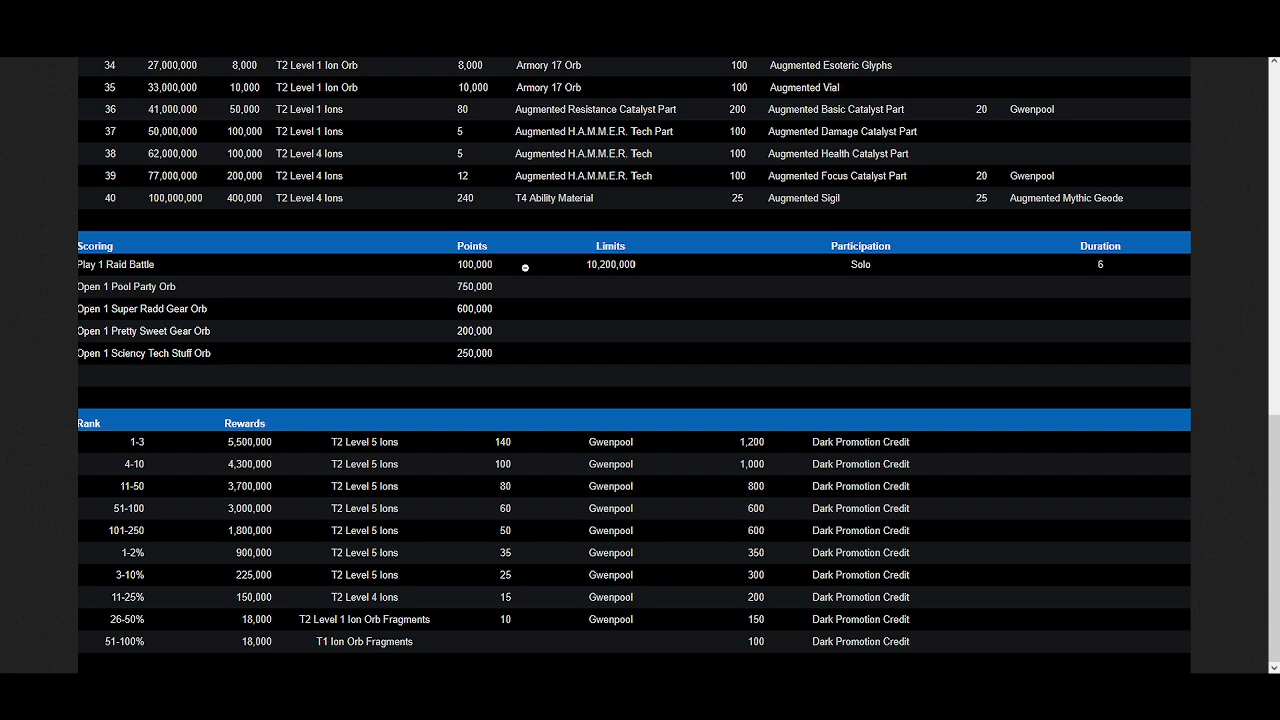 34 27,000,000 8,000 T2 Level 1 Ion Orb 8,000 Armory 17 Orb 100 Augmented Esoteric Glyphs
35 33,000,000 10,000 T2 Level 1 Ion Orb 10,000 Armory 17 Orb 100 Augmented Vial
36 41,000,000 50,000 T2 Level 1 Ions 80 Augmented Resistance Catalyst Part 200 Augmented Basic Catalyst Part 20 Gwenpool
37 50,000,000 100,000 T2 Level 1 Ions 5 Augmented H.A.M.M.E.R. Tech Part 100 Augmented Damage Catalyst Part
38 62,000,000 100,000 T2 Level 4 Ions 5 Augmented H.A.M.M.E.R. Tech 100 Augmented Health Catalyst Part
39 77,000,000 200,000 T2 Level 4 Ions 12 Augmented H.A.M.M.E.R. Tech 100 Augmented Focus Catalyst Part 20 Gwenpool
40 100,000,000 400,000 T2 Level 4 Ions 240 T4 Ability Material 25 Augmented Sigil 25 Augmented Mythic Geode
Scoring Points Limits Participation Duration
Play 1 Raid Battle 100,000 10,200,000 Solo 6
Open 1 Pool Party Orb 750,000
Open 1 Super Radd Gear Orb 600,000
Open 1 Pretty Sweet Gear Orb 200,000
Open 1 Sciency Tech Stuff Orb 250,000
Rank Rewards
1-3 5,500,000 T2 Level 5 Ions 140 Gwenpool 1,200 Dark Promotion Credit
4-10 4,300,000 T2 Level 5 Ions 100 Gwenpool 1,000 Dark Promotion Credit
11-50 3,700,000 T2 Level 5 Ions 80 Gwenpool 800 Dark Promotion Credit
51-100 3,000,000 T2 Level 5 Ions 60 Gwenpool 600 Dark Promotion Credit
101-250 1,800,000 T2 Level 5 Ions 50 Gwenpool 600 Dark Promotion Credit
1-2% 900,000 T2 Level 5 Ions 35 Gwenpool 350 Dark Promotion Credit
3-10% 225,000 T2 Level 5 Ions 25 Gwenpool 300 Dark Promotion Credit
11-25% 150,000 T2 Level 4 Ions 15 Gwenpool 200 Dark Promotion Credit
26-50% 18,000 T2 Level 1 Ion Orb Fragments 10 Gwenpool 150 Dark Promotion Credit
51-100% 18,000 T1 Ion Orb Fragments 100 Dark Promotion Credit